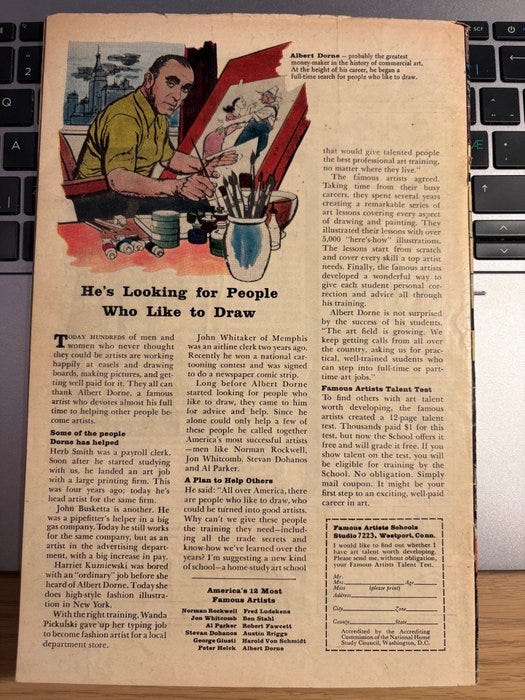 Albert Dorne — probably the greatest
money-maker in the history of commercial art.
At the height of his career, he began a
full-time search for people who like to draw.
He's Looking for People
Who Like to Draw
TODAY HUNDREDS of men and
women who never thought
they could be artists are working
happily at easels and drawing
boards, making pictures, and get-
ting well paid for it. They all can
thank Albert Dorne, a famous
artist who devotes almost his full
time to helping other people be-
come artists.
Some of the people
Dorne has helped
Herb Smith was a payroll clerk.
Soon after he started studying
with us, he landed an art job
with a large printing firm. This
was four years ago; today he's
head artist for the same firm.
John Busketta is another. He
was a pipefitter's helper in a big
gas company. Today he still works
for the same company, but as an
artist in the advertising depart-
ment, with a big increase in pay.
Harriet Kuzniewski was bored
with an "ordinary" job before she
heard of Albert Dorne. Today she
does high-style fashion illustra-
tion in New York.
With the right training, Wanda
Pickulski gave up her typing job
to become fashion artist for a local
department store.
John Whitaker of Memphis
was an airline clerk two years ago.
Recently he won a national car-
tooning contest and was signed
to do a newspaper comic strip.
Long before Albert Dorne
started looking for people who
like to draw, they came to him
for advice and help. Since he
alone could only help a few of
these people he called together
America's most successful artists
—men like Norman Rockwell,
Jon Whitcomb, Stevan Dohanos
and Al Parker.
A Plan to Help Others
He said: "All over America, there
are people who like to draw, who
could be turned into good artists.
Why can't we give these people
the training they need—includ-
ing all the trade secrets and
know-how we've learned over the
years? I'm suggesting a new kind
of school—a home-study art school
America's 12 Most
Famous Artists
Norman Rockwell Fred Ludekens
Jon Whitcomb Ben Stahl
Al Parker Robert Fawcett
Stevan Dohanos Austin Briggs
George Giusti Harold Von Schmidt
Peter Helck Albert Dorne
that would give talented people
the best professional art training,
no matter where they live."
The famous artists agreed.
Taking time from their busy
careers, they spent several years
creating a remarkable series of
art lessons covering every aspect
of drawing and painting. They
illustrated their lessons with over
5,000 "here's-how" illustrations.
The lessons start from scratch
and cover every skill a top artist
needs. Finally, the famous artists
developed a wonderful way to
give each student personal cor-
rection and advice all through
his training.
Albert Dorne is not surprised
by the success of his students.
"The art field is growing. We
keep getting calls from all over
the country, asking us for prac-
tical, well-trained students who
can step into full-time or part-
time art jobs."
Famous Artists Talent Test
To find others with art talent
worth developing, the famous
artists created a 12-page talent
test. Thousands paid $1 for this
test, but now the School offers it
free and will grade it free. If you
show talent on the test, you will
be eligible for training by the
School. No obligation. Simply
mail coupon. It might be your
first step to an exciting, well-paid
career in art.
Famous Artists Schools
Studio 7223, Westport, Conn.
I would like to find out whether I
have art talent worth developing.
Please send me, without obligation,
your Famous Artists Talent Test.
Mr.
Mrs. Age
Miss (please print)
Address
City Zone
County State
Accredited by the Accrediting
Commission of the National Home
Study Council, Washington, D.C.
scr
Q
A
2
Æ